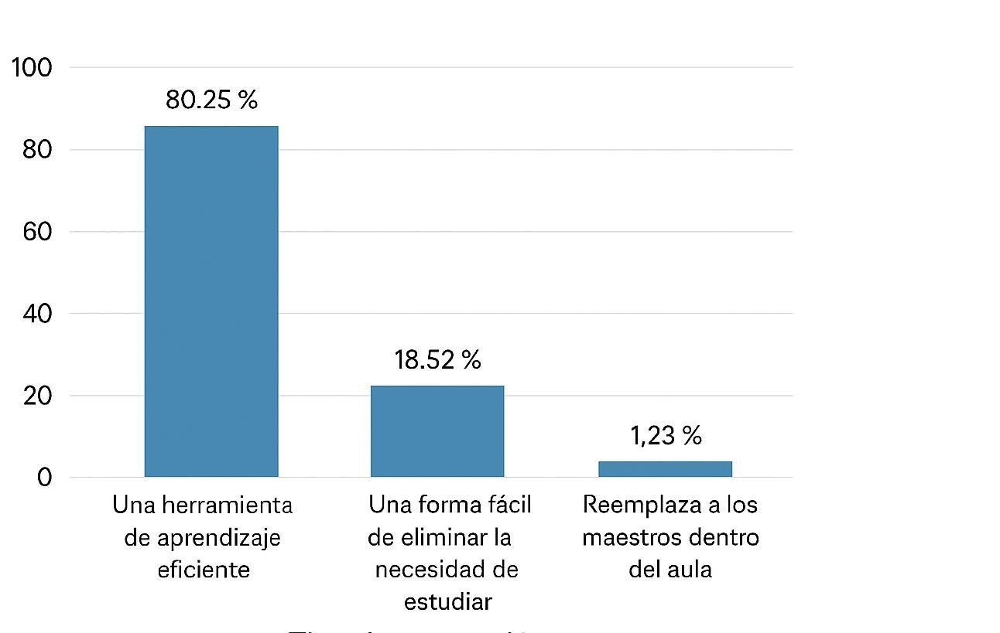 100
80.25 %
80
60
40
18.52 %
20
1,23 %
0
Una herramienta
de aprendizaje
eficiente
Una forma fácil
de eliminar la
necesidad de
estudiar
Reemplaza a los
maestros dentro
del aula